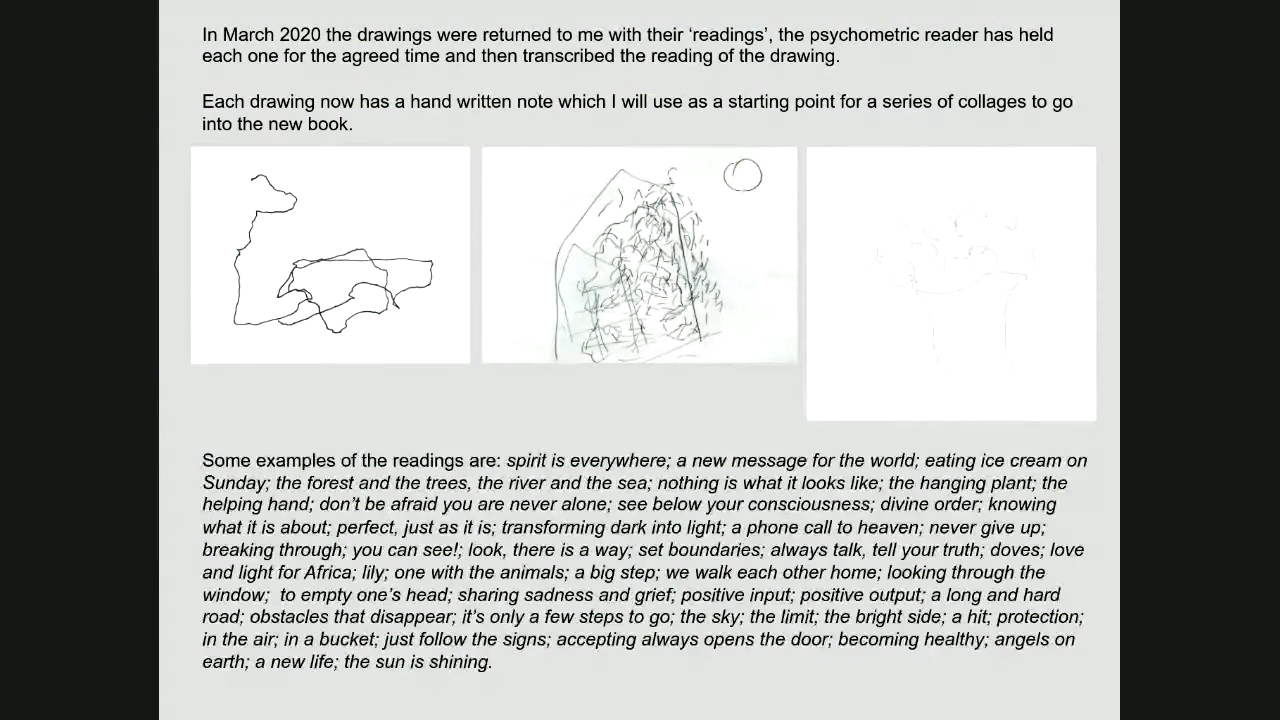 In March 2020 the drawings were returned to me with their ‘readings’, the psychometric reader has held
each one for the agreed time and then transcribed the reading of the drawing.
Each drawing now has a hand written note which I will use as a starting point for a series of collages to go
into the new book.
Some examples of the readings are: spirit is everywhere; a new message for the world; eating ice cream on
Sunday; the forest and the trees, the river and the sea; nothing is what it looks like; the hanging plant; the
helping hand; don’t be afraid you are never alone; see below your consciousness; divine order; knowing
what it is about; perfect, just as it is; transforming dark into light; a phone call to heaven; never give up;
breaking through; you can see!; look, there is a way; set boundaries; always talk, tell your truth; doves; love
and light for Africa; lily; one with the animals; a big step; we walk each other home; looking through the
window;  to empty one’s head; sharing sadness and grief; positive input; positive output; a long and hard
road; obstacles that disappear; it’s only a few steps to go; the sky; the limit; the bright side; a hit; protection;
in the air; in a bucket; just follow the signs; accepting always opens the door; becoming healthy; angels on
earth; a new life; the sun is shining.